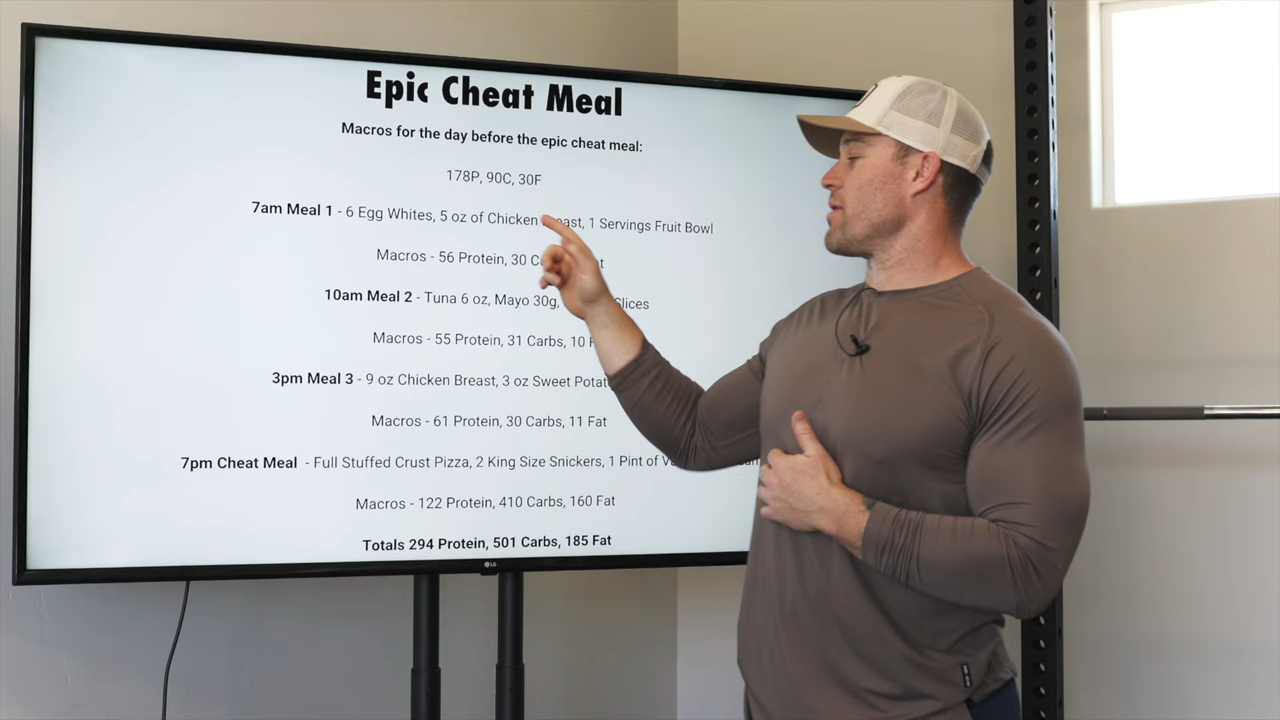 Epic Cheat Meal
Macros for the day before the epic cheat meal:
178P, 90C, 30F
7am Meal 1 - 6 Egg Whites, 5 oz of Chicken 1 Servings Fruit Bowl
Macros - 56 Protein, 30
10am Meal 2 - Tuna 6 oz, Mayo 30g,
Macros - 55 Protein, 31 Carbs, 10
3pm Meal 3 - 9 oz Chicken Breast, 3 oz Sweet
Macros - 61 Protein, 30 Carbs, 11 Fat
7pm Cheat Meal - Full Stuffed Crust Pizza, 2 King Size Snickers, 1 Pint of
Macros - 122 Protein, 410 Carbs, 160 Fat
Totals 294 Protein, 501 Carbs, 185 Fat
LG